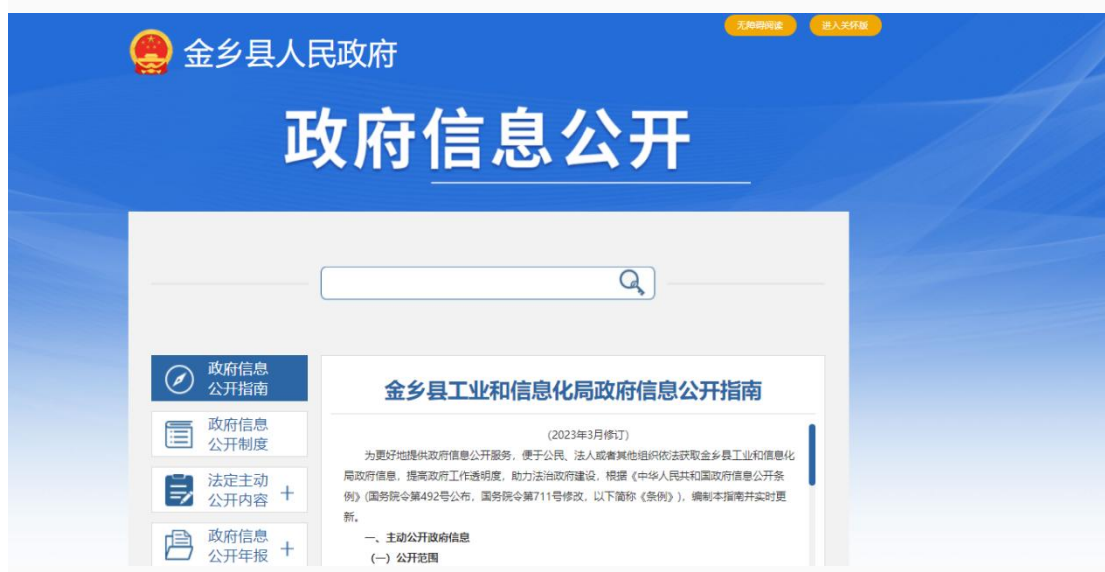 无障碍阅读
进入关怀版
金乡县人民政府
政府信息公开
政府信息
公开指南
政府信息
公开制度
法定主动
公开内容 +
政府信息
公开年报 +
金乡县工业和信息化局政府信息公开指南
(2023年3月修订)
为更好地提供政府信息公开服务，便于公民、法人或者其他组织依法获取金乡县工业和信息化
局政府信息，提高政府工作透明度，助力法治政府建设，根据《中华人民共和国政府信息公开条
例》(国务院令第492号公布，国务院令第711号修改，以下简称《条例》)，编制本指南并实时更
新。
一、主动公开政府信息
（一）公开范围